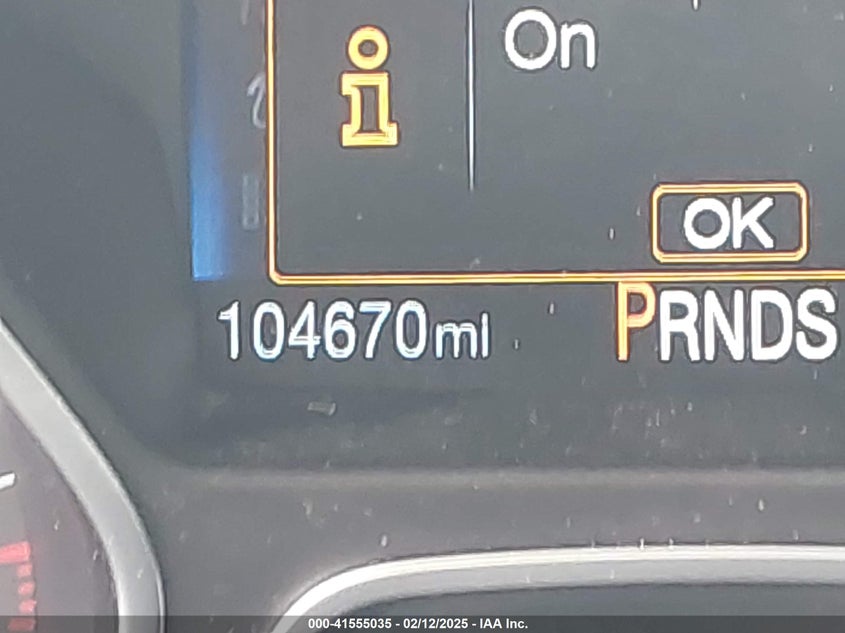 On
OK
104670mi
PRNDS
000-41555035 - 02/12/2025 - IAA Inc.